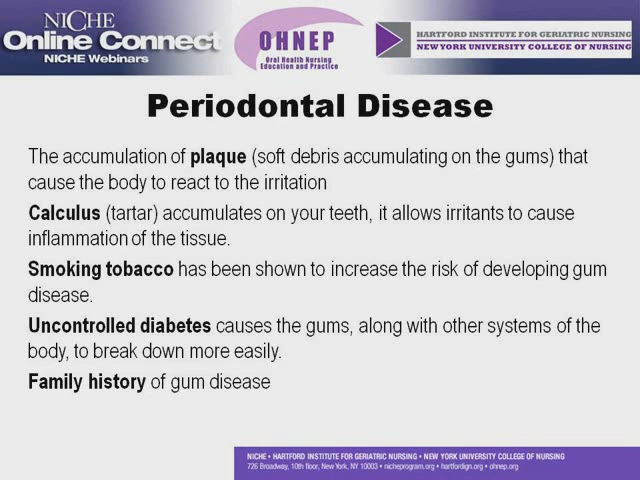 NICHE
Online Connect
NICHE Webinars
OHNEP
Oral Health Nursing
Education and Practice
HARTFORD INSTITUTE FOR GERIATRIC NURSING
NEW YORK UNIVERSITY COLLEGE OF NURSING
Periodontal Disease
The accumulation of plaque (soft debris accumulating on the gums) that
cause the body to react to the irritation
Calculus (tartar) accumulates on your teeth, it allows irritants to cause
inflammation of the tissue.
Smoking tobacco has been shown to increase the risk of developing gum
disease.
Uncontrolled diabetes causes the gums, along with other systems of the
body, to break down more easily.
Family history of gum disease
NICHE • HARTFORD INSTITUTE FOR GERIATRIC NURSING • NEW YORK UNIVERSITY COLLEGE OF NURSING
726 Broadway, 10th floor, New York, NY 10003 • nicheprogram.org • hartfordign.org • ohnep.org